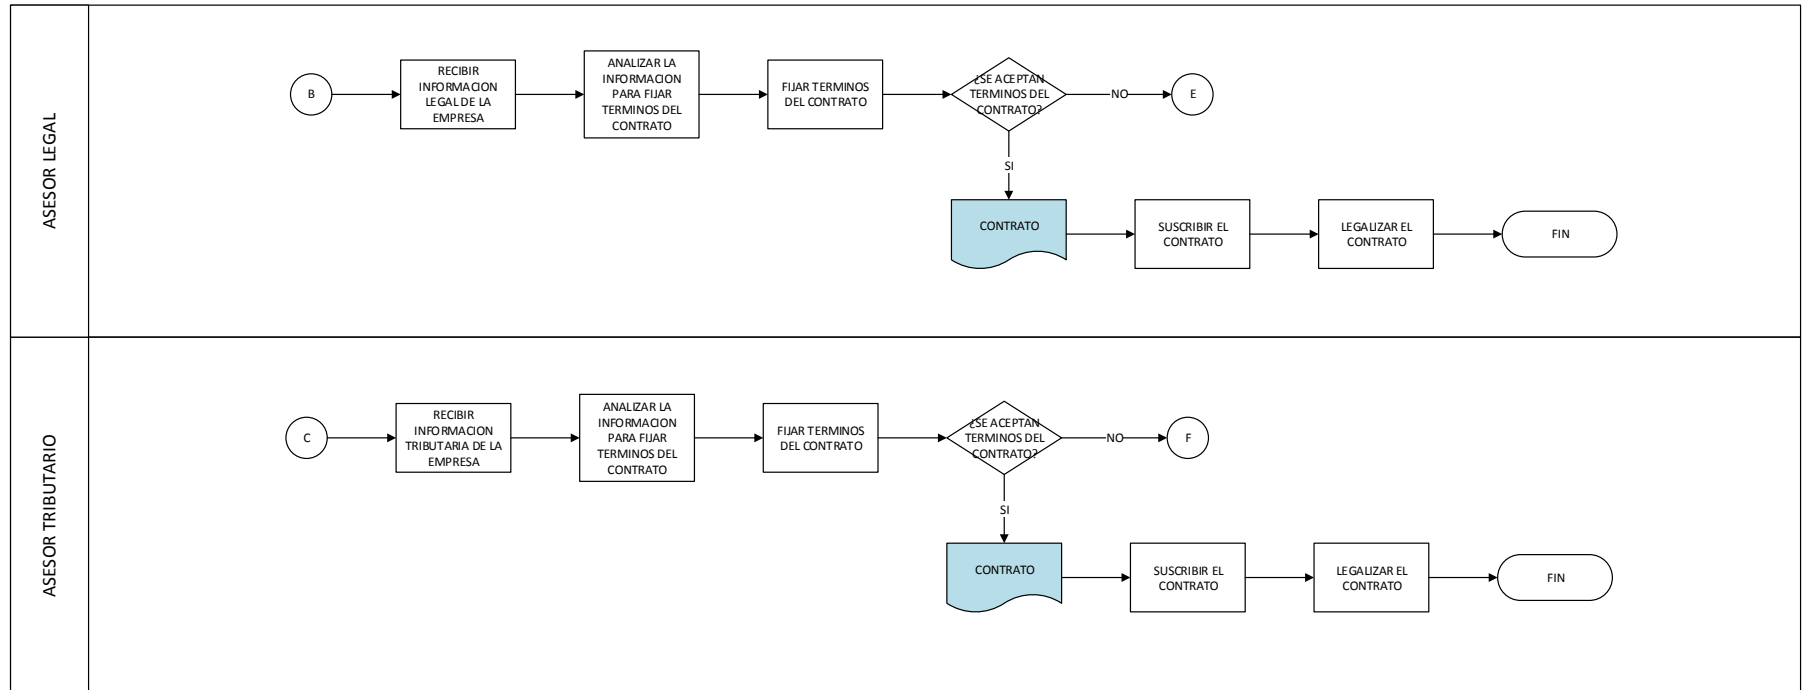 ASESOR LEGAL
B
RECIBIR
INFORMACION
LEGAL DE LA
EMPRESA
ANALIZAR LA
INFORMACION
PARA FIJAR
TERMINOS DEL
CONTRATO
FIJAR TERMINOS
DEL CONTRATO
¿SE ACEPTAN
TERMINOS DEL
CONTRATO?
NO
E
SI
CONTRATO
SUSCRIBIR EL
CONTRATO
LEGALIZAR EL
CONTRATO
FIN
ASESOR TRIBUTARIO
C
RECIBIR
INFORMACION
TRIBUTARIA DE LA
EMPRESA
ANALIZAR LA
INFORMACION
PARA FIJAR
TERMINOS DEL
CONTRATO
FIJAR TERMINOS
DEL CONTRATO
¿SE ACEPTAN
TERMINOS DEL
CONTRATO?
NO
F
SI
CONTRATO
SUSCRIBIR EL
CONTRATO
LEGALIZAR EL
CONTRATO
FIN